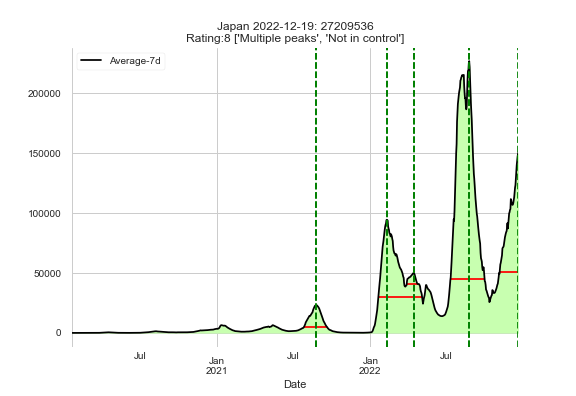 Japan 2022-12-19: 27209536
Rating:8 ['Multiple peaks', 'Not in control']
Average-7d
200000
150000
100000
50000
0
Jul
Jan
2021
Jul
Jan
2022
Jul
Date